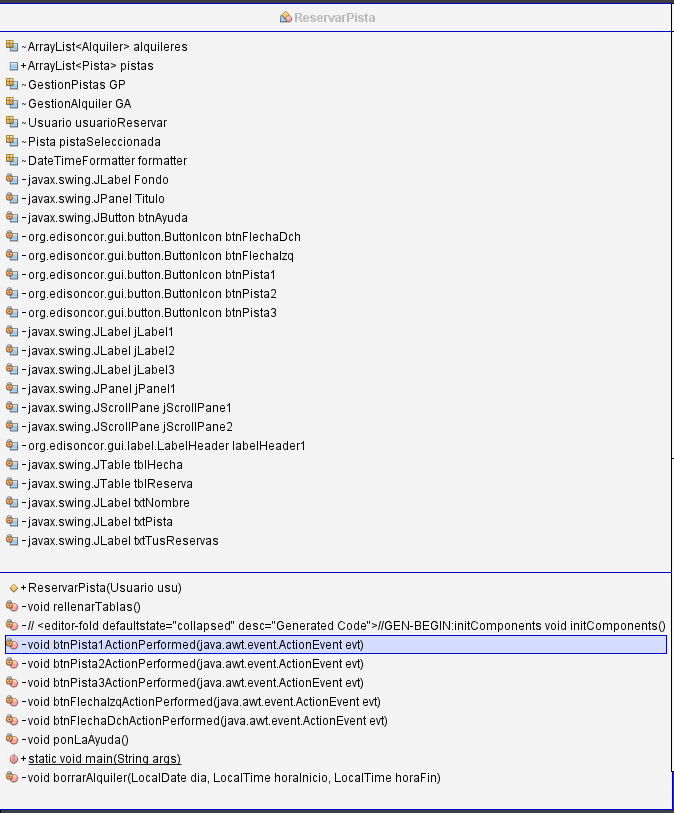 ReservarPista
~ArrayList<Alquiler> alquileres
+ArrayList<Pista> pistas
~GestionPistas GP
~GestionAlquiler GA
~Usuario usuarioReservar
~Pista pistaSeleccionada
~DateTimeFormatter formatter
-javax.swing.JLabel Fondo
-javax.swing.JPanel Titulo
-javax.swing.JButton btnAyuda
-org.edisoncor.gui.button.ButtonIcon btnFlechaDch
-org.edisoncor.gui.button.ButtonIcon btnFlechaIzq
-org.edisoncor.gui.button.ButtonIcon btnPista1
-org.edisoncor.gui.button.ButtonIcon btnPista2
-org.edisoncor.gui.button.ButtonIcon btnPista3
-javax.swing.JLabel jLabel1
-javax.swing.JLabel jLabel2
-javax.swing.JLabel jLabel3
-javax.swing.JPanel jPanel1
-javax.swing.JScrollPane jScrollPane1
-javax.swing.JScrollPane jScrollPane2
-org.edisoncor.gui.label.LabelHeader labelHeader1
-javax.swing.JTable tblHecha
-javax.swing.JTable tblReserva
-javax.swing.JLabel txtNombre
-javax.swing.JLabel txtPista
-javax.swing.JLabel txtTusReservas
+ReservarPista(Usuario usu)
-void rellenarTablas()
-// <editor-fold defaultstate="collapsed" desc="Generated Code">//GEN-BEGIN:initComponents void initComponents()
-void btnPista1ActionPerformed(java.awt.event.ActionEvent evt)
-void btnPista2ActionPerformed(java.awt.event.ActionEvent evt)
-void btnPista3ActionPerformed(java.awt.event.ActionEvent evt)
-void btnFlechaIzqActionPerformed(java.awt.event.ActionEvent evt)
-void btnFlechaDchActionPerformed(java.awt.event.ActionEvent evt)
-void ponLaAyuda()
+static void main(String args)
-void borrarAlquiler(LocalDate dia, LocalTime horaInicio, LocalTime horaFin)